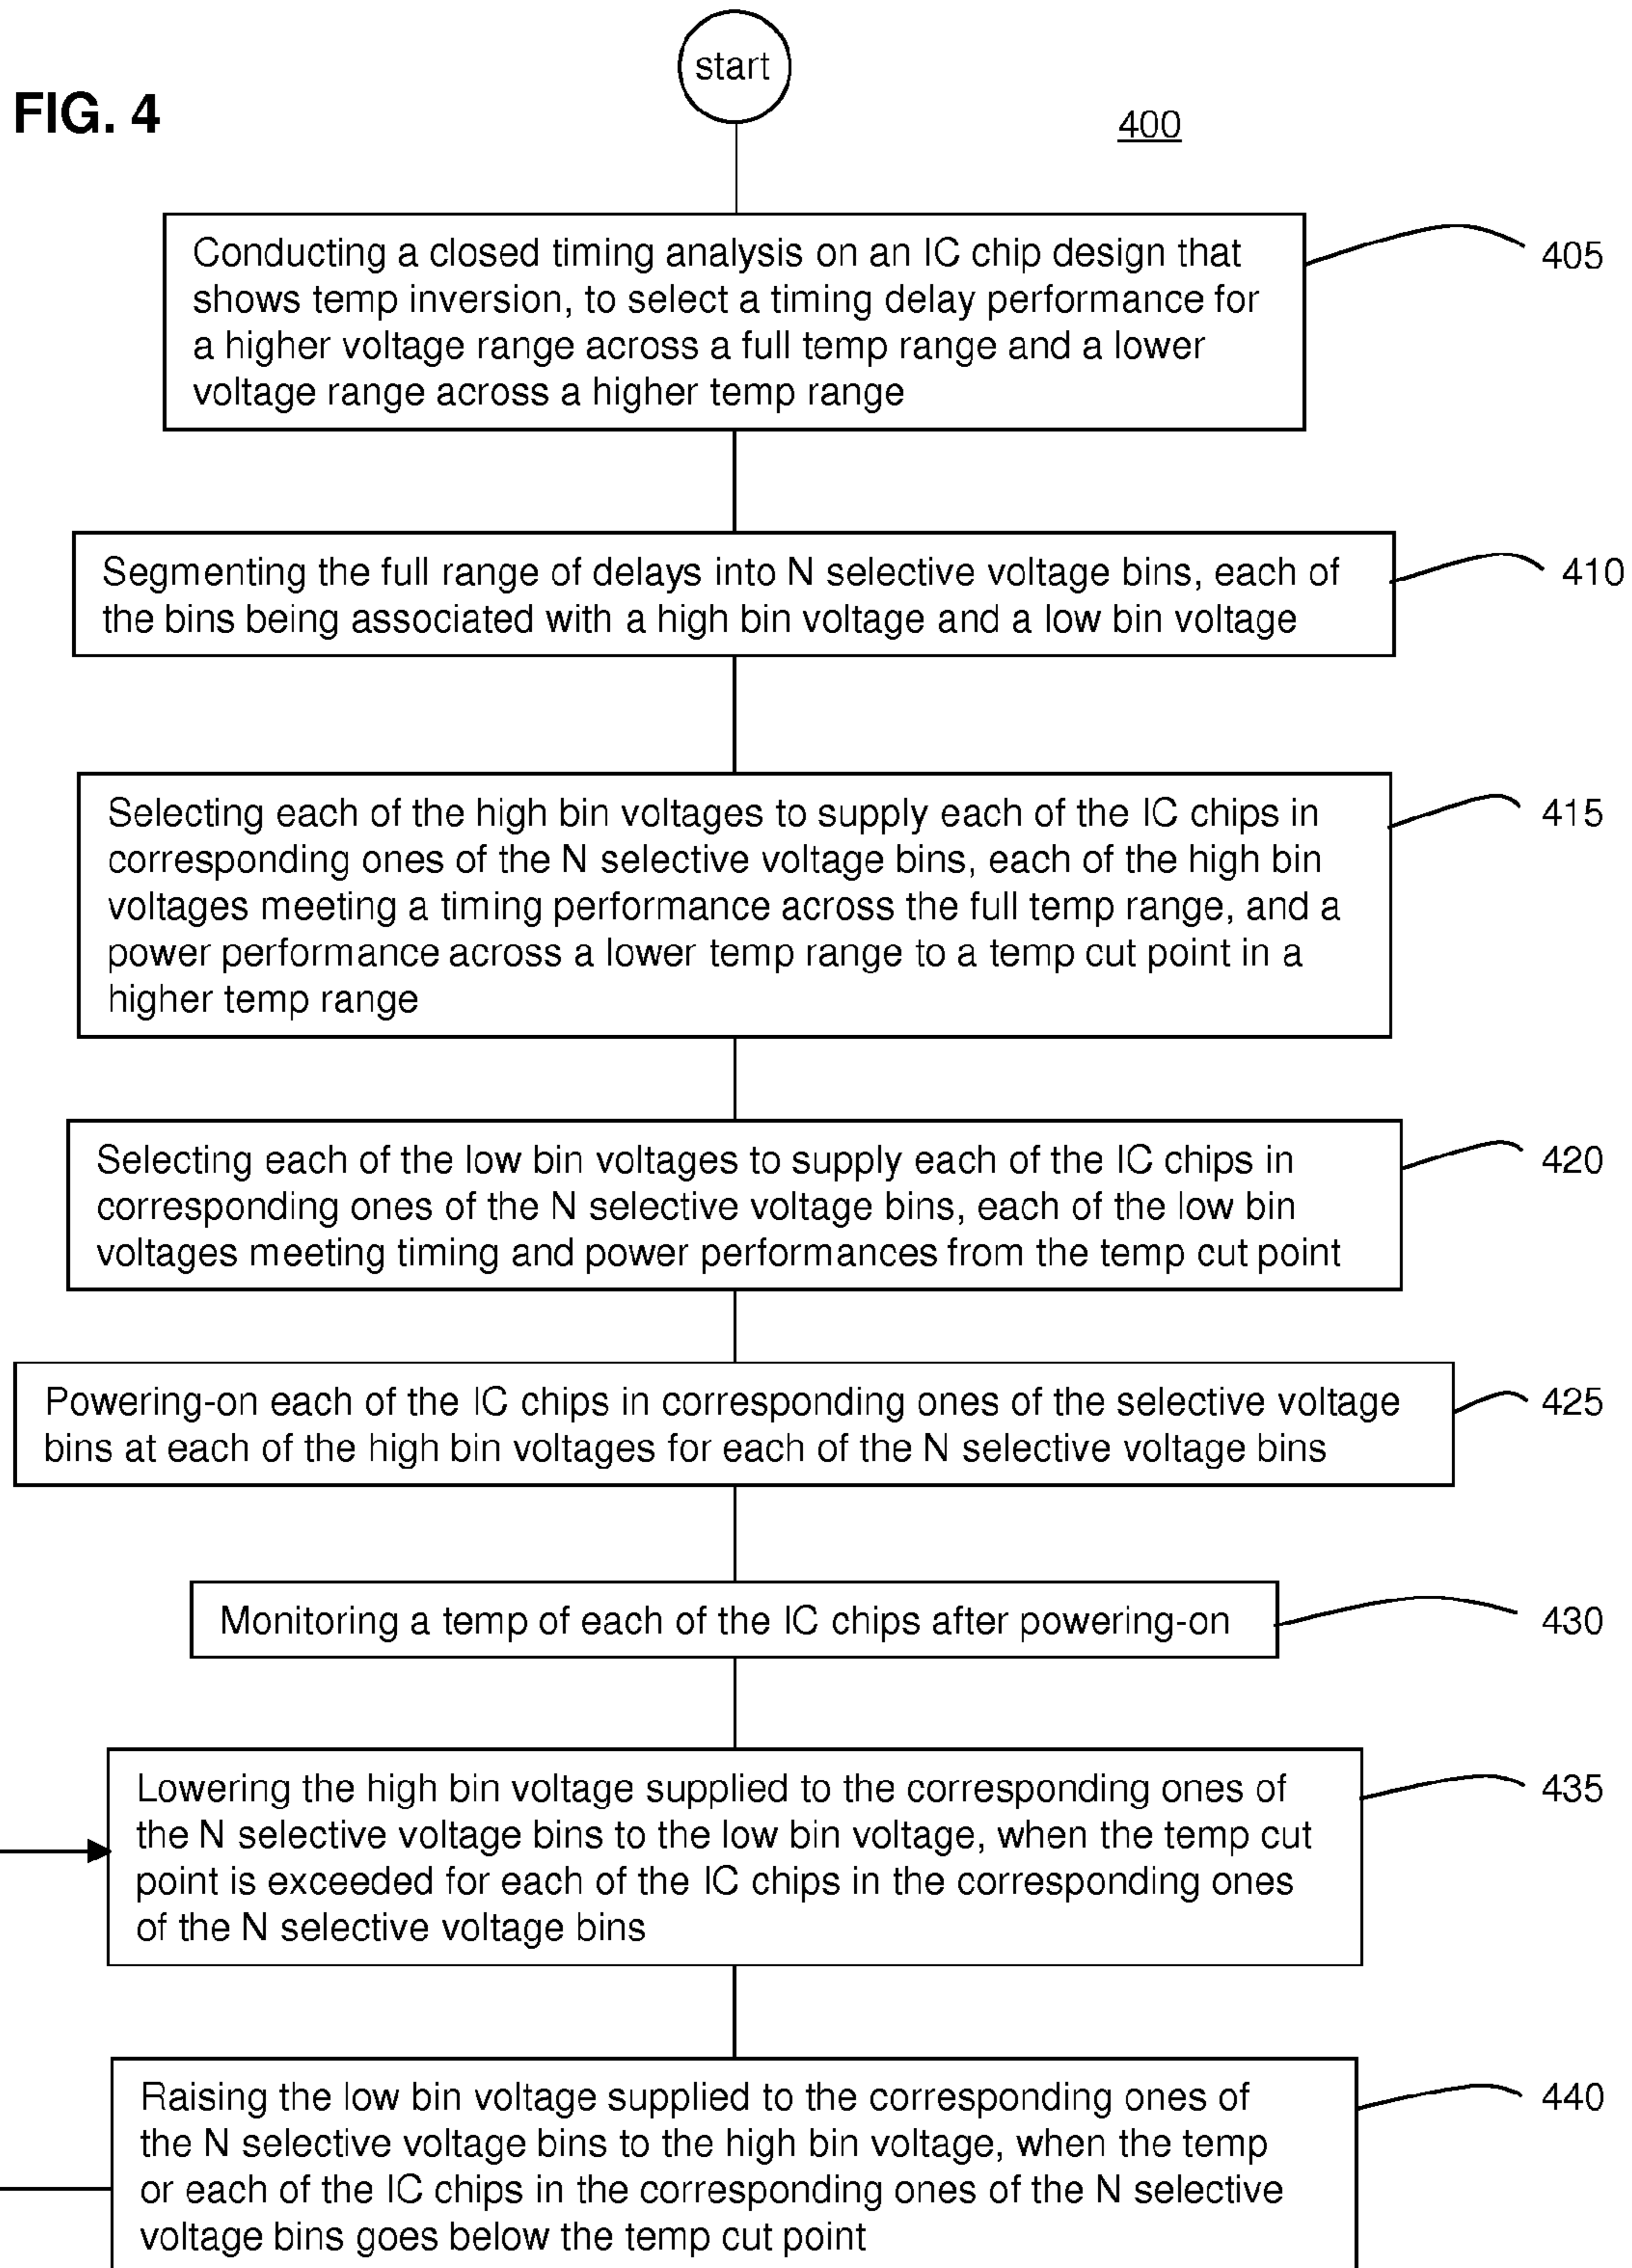 start
FIG. 4
400
Conducting a closed timing analysis on an IC chip design that
shows temp inversion, to select a timing delay performance for
a higher voltage range across a full temp range and a lower
voltage range across a higher temp range
405
Segmenting the full range of delays into N selective voltage bins, each of
the bins being associated with a high bin voltage and a low bin voltage
410
Selecting each of the high bin voltages to supply each of the IC chips in
corresponding ones of the N selective voltage bins, each of the high bin
voltages meeting a timing performance across the full temp range, and a
power performance across a lower temp range to a temp cut point in a
higher temp range
415
Selecting each of the low bin voltages to supply each of the IC chips in
corresponding ones of the N selective voltage bins, each of the low bin
voltages meeting timing and power performances from the temp cut point
420
Powering-on each of the IC chips in corresponding ones of the selective voltage
bins at each of the high bin voltages for each of the N selective voltage bins
425
Monitoring a temp of each of the IC chips after powering-on
430
Lowering the high bin voltage supplied to the corresponding ones of
the N selective voltage bins to the low bin voltage, when the temp cut
point is exceeded for each of the IC chips in the corresponding ones
of the N selective voltage bins
435
Raising the low bin voltage supplied to the corresponding ones of
the N selective voltage bins to the high bin voltage, when the temp
or each of the IC chips in the corresponding ones of the N selective
voltage bins goes below the temp cut point
440